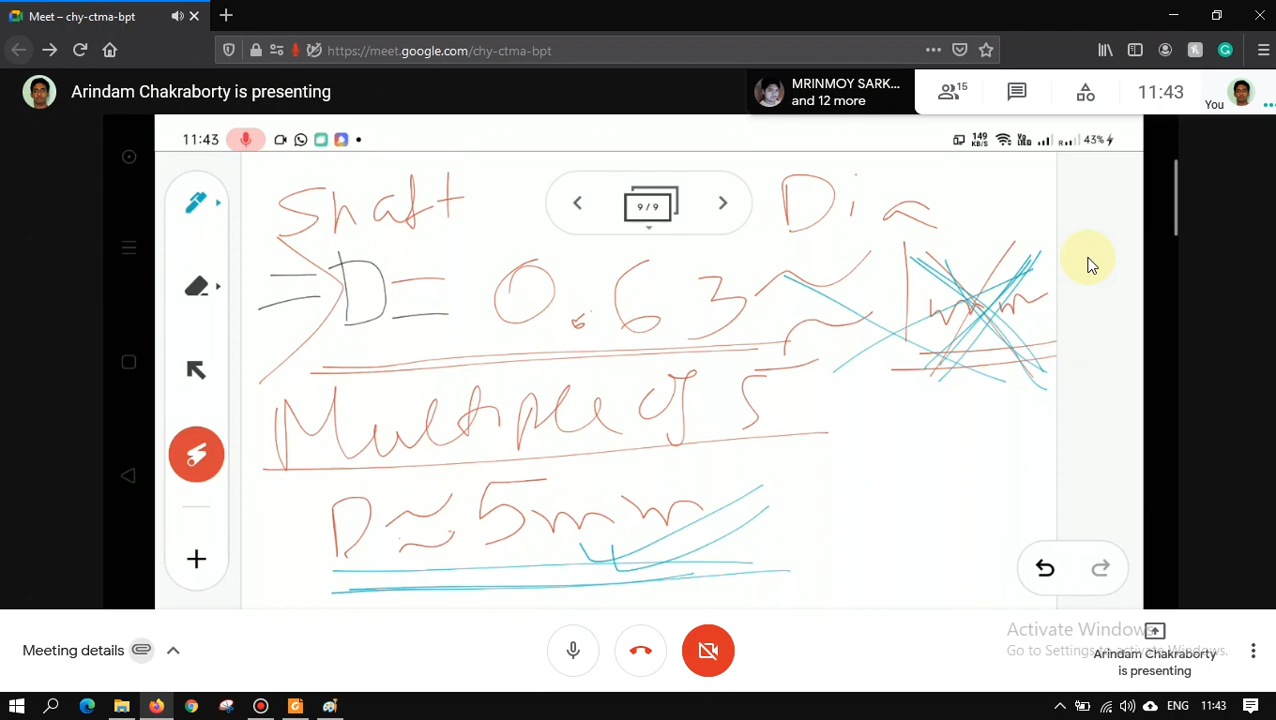 Meet – chy-ctma-bpt
https://meet.google.com/chy-ctma-bpt
Arindam Chakraborty is presenting
MRINMOY SARK...
and 12 more
15
11:43
You
11:43
149
KB/S
43%
Shaft
9 / 9
Dia
= D = 0.63 ≈ 1mm
Multiple of 5
D ≈ 5mm
Meeting details
Activate Windows
Go to Settings to activate Windows.
Arindam Chakraborty
is presenting
ENG
11:43